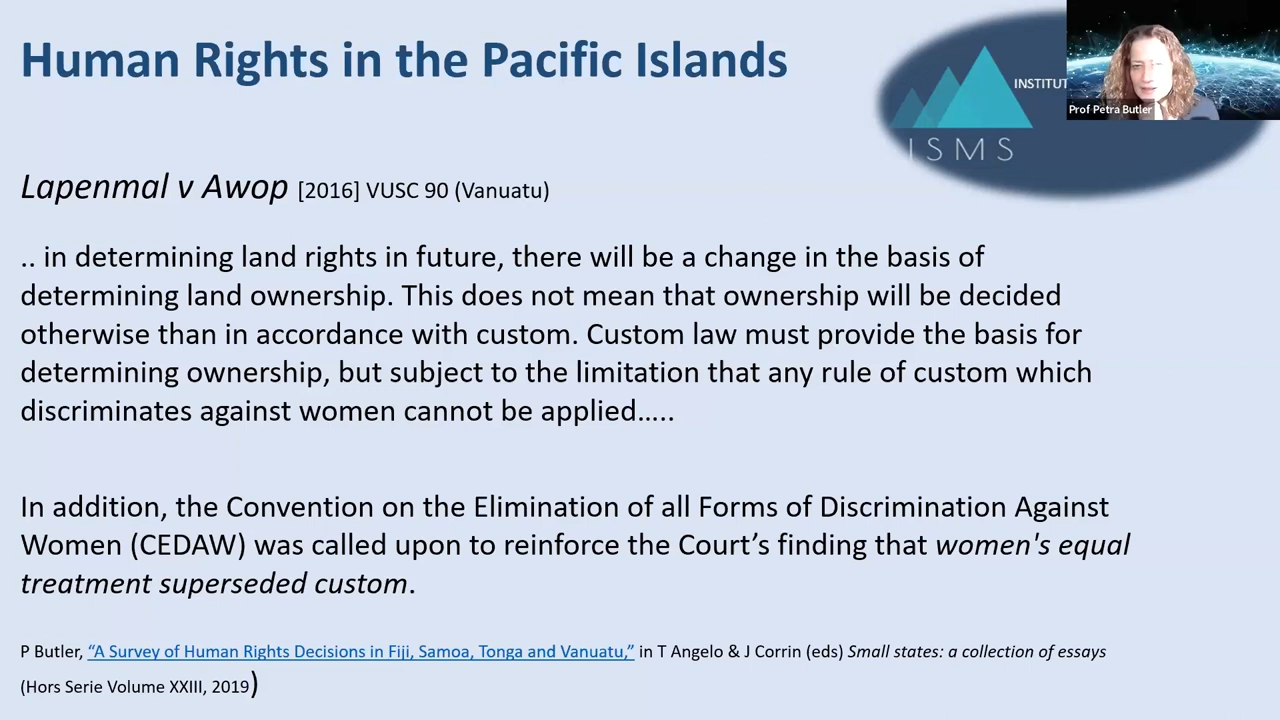 Human Rights in the Pacific Islands
INSTITUT
Prof Petra Butler
ISMS
Lapenmal v Awop [2016] VUSC 90 (Vanuatu)
.. in determining land rights in future, there will be a change in the basis of
determining land ownership. This does not mean that ownership will be decided
otherwise than in accordance with custom. Custom law must provide the basis for
determining ownership, but subject to the limitation that any rule of custom which
discriminates against women cannot be applied…..
In addition, the Convention on the Elimination of all Forms of Discrimination Against
Women (CEDAW) was called upon to reinforce the Court’s finding that women's equal
treatment superseded custom.
P Butler, “A Survey of Human Rights Decisions in Fiji, Samoa, Tonga and Vanuatu,” in T Angelo & J Corrin (eds) Small states: a collection of essays
(Hors Serie Volume XXIII, 2019)